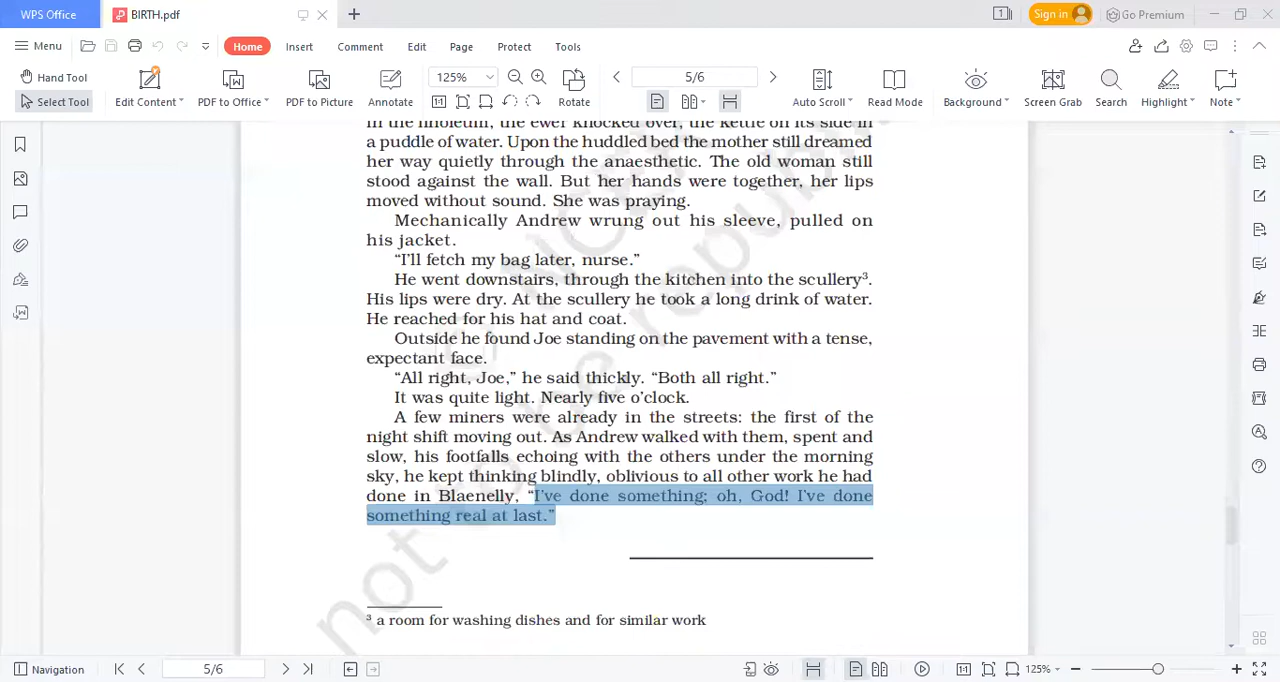 WPS Office
BIRTH.pdf
Sign in
Go Premium
Menu
Home
Insert
Comment
Edit
Page
Protect
Tools
Hand Tool
Select Tool
Edit Content
PDF to Office
PDF to Picture
Annotate
125%
Rotate
5/6
Auto Scroll
Read Mode
Background
Screen Grab
Search
Highlight
Note
in the linoleum, the ewer knocked over, the kettle on its side in
a puddle of water. Upon the huddled bed the mother still dreamed
her way quietly through the anaesthetic. The old woman still
stood against the wall. But her hands were together, her lips
moved without sound. She was praying.
Mechanically Andrew wrung out his sleeve, pulled on
his jacket.
“I’ll fetch my bag later, nurse.”
He went downstairs, through the kitchen into the scullery³.
His lips were dry. At the scullery he took a long drink of water.
He reached for his hat and coat.
Outside he found Joe standing on the pavement with a tense,
expectant face.
“All right, Joe,” he said thickly. “Both all right.”
It was quite light. Nearly five o’clock.
A few miners were already in the streets: the first of the
night shift moving out. As Andrew walked with them, spent and
slow, his footfalls echoing with the others under the morning
sky, he kept thinking blindly, oblivious to all other work he had
done in Blaenelly, “I’ve done something; oh, God! I’ve done
something real at last.”
³ a room for washing dishes and for similar work
© NCERT
not to be republi
Navigation
5/6
125%